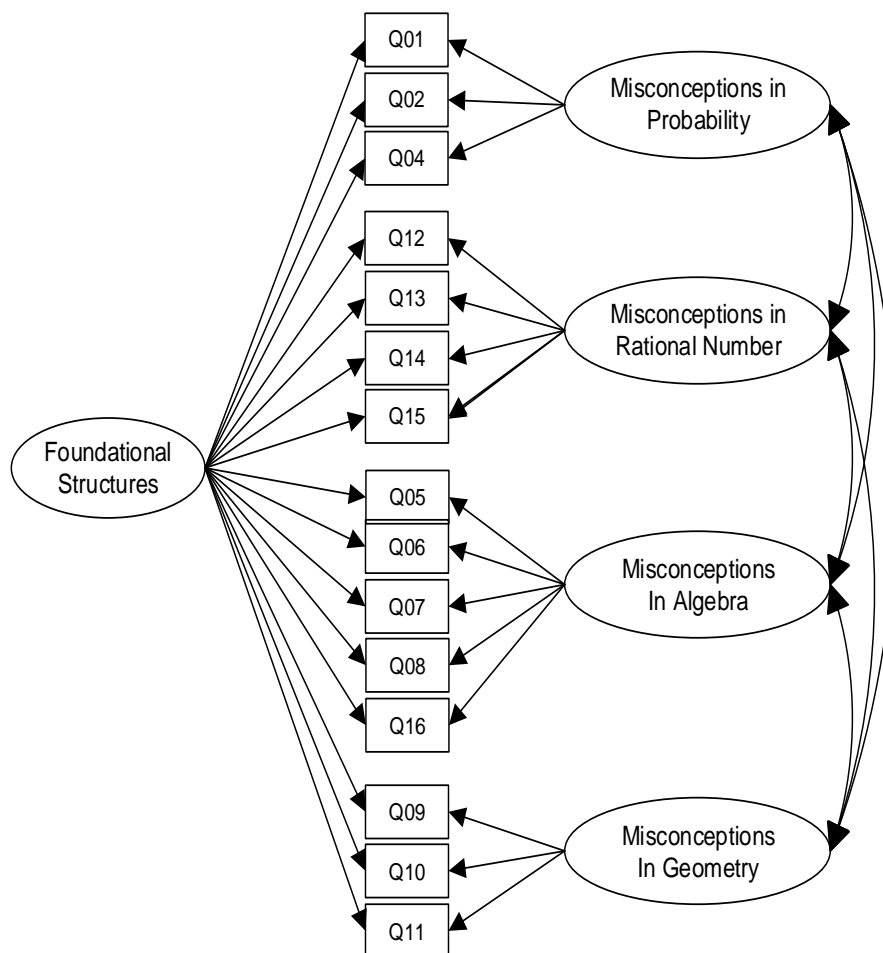 Q01
Q02
Q04
Q12
Q13
Q14
Q15
Q05
Q06
Q07
Q08
Q16
Q09
Q10
Q11
Foundational
Structures
Misconceptions in
Probability
Misconceptions in
Rational Number
Misconceptions
In Algebra
Misconceptions
In Geometry